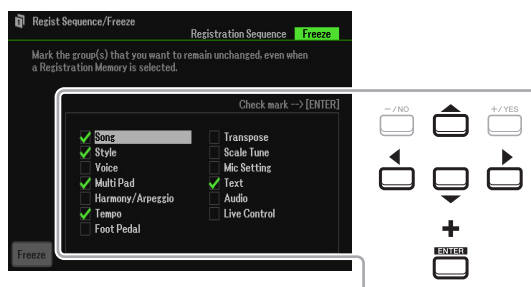 Regist Sequence/Freeze
Registration Sequence Freeze
Mark the group(s) that you want to remain unchanged, even when
a Registration Memory is selected.
Check mark --> [ENTER]
Song
Style
Voice
Multi Pad
Harmony/Arpeggio
Tempo
Foot Pedal
Transpose
Scale Tune
Mic Setting
Text
Audio
Live Control
Freeze
-/NO
+/YES
+
ENTER